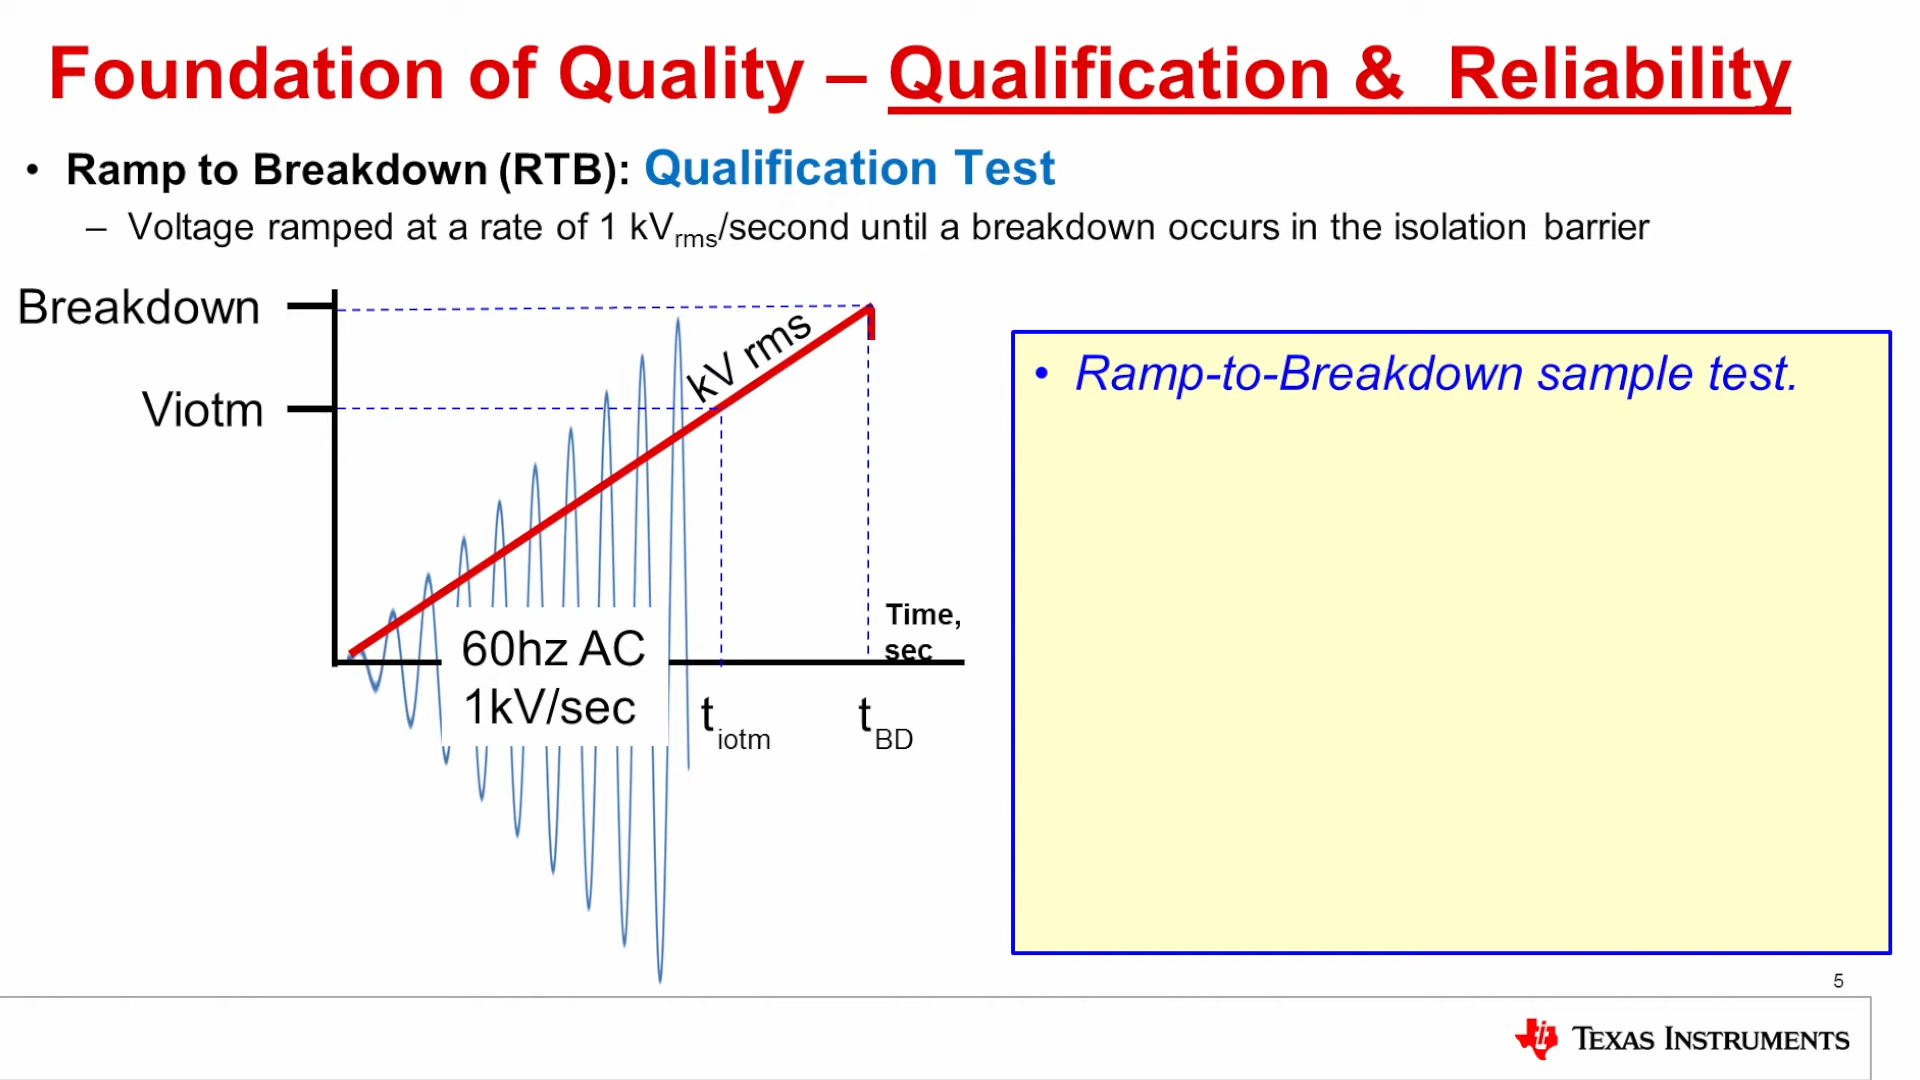 Foundation of Quality – Qualification & Reliability
• Ramp to Breakdown (RTB): Qualification Test
– Voltage ramped at a rate of 1 kVrms/second until a breakdown occurs in the isolation barrier
Breakdown
Viotm
kV rms
60hz AC
1kV/sec
Time,
sec
tiotm
tBD
• Ramp-to-Breakdown sample test.
5
TEXAS INSTRUMENTS